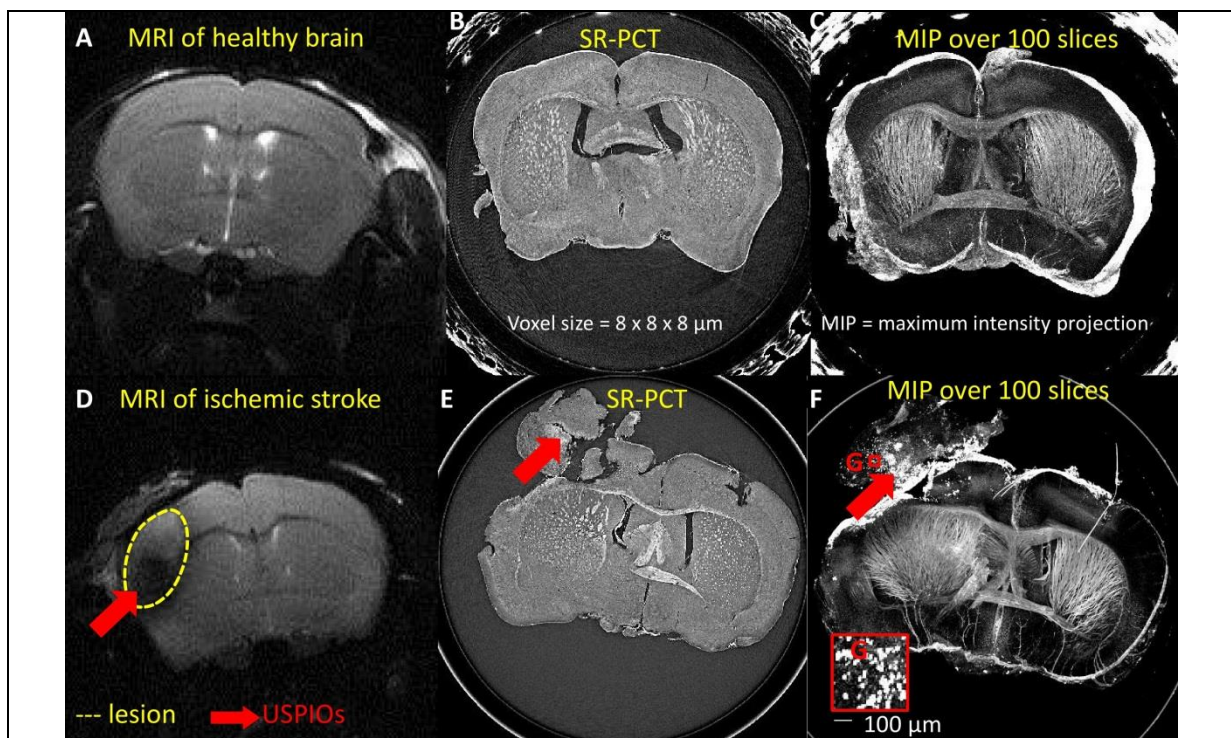 A
MRI of healthy brain
B
SR-PCT
Voxel size = 8 x 8 x 8 µm
C
MIP over 100 slices
MIP = maximum intensity projection
D
MRI of ischemic stroke
--- lesion
USPIOs
E
SR-PCT
F
MIP over 100 slices
G
G
100 µm